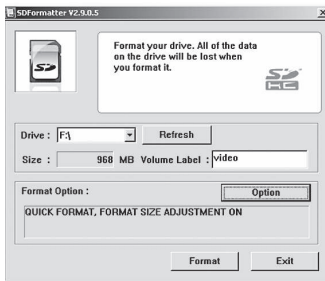 SDFormatter V2.9.0.5
Format your drive. All of the data
on the drive will be lost when
you format it.
Drive : F:\ Refresh
Size : 968 MB Volume Label : video
Format Option : Option
QUICK FORMAT, FORMAT SIZE ADJUSTMENT ON
Format Exit